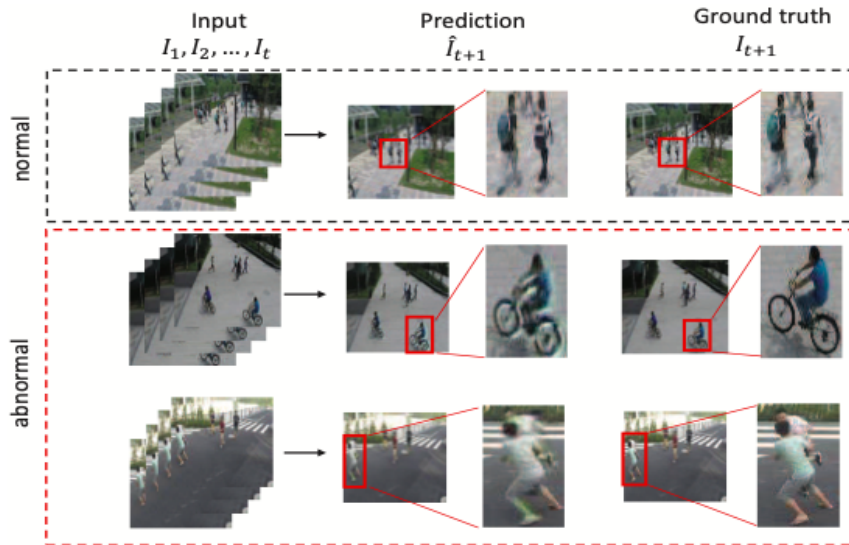 Input
I₁, I₂, …, Iₜ
Prediction
Îₜ₊₁
Ground truth
Iₜ₊₁
normal
abnormal